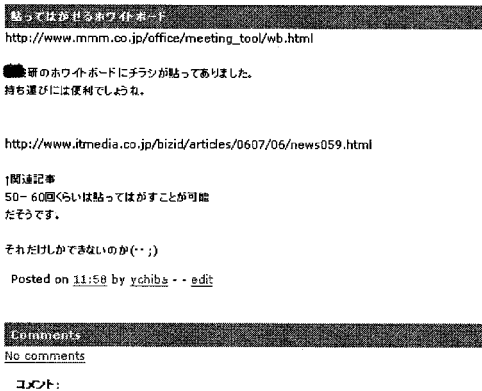 貼ってはがせるホワイトボード
http://www.mmm.co.jp/office/meeting_tool/wb.html
研のホワイトボードにチラシが貼ってありました。
持ち運びには便利でしょうね。
http://www.itmedia.co.jp/bizid/articles/0607/06/news059.html
↑関連記事
50-60回くらいは貼ってはがすことが可能
だそうです。
それだけしかできないのか(・・;)
Posted on 11:58 by ychiba - - edit
Comments
No comments
コメント: